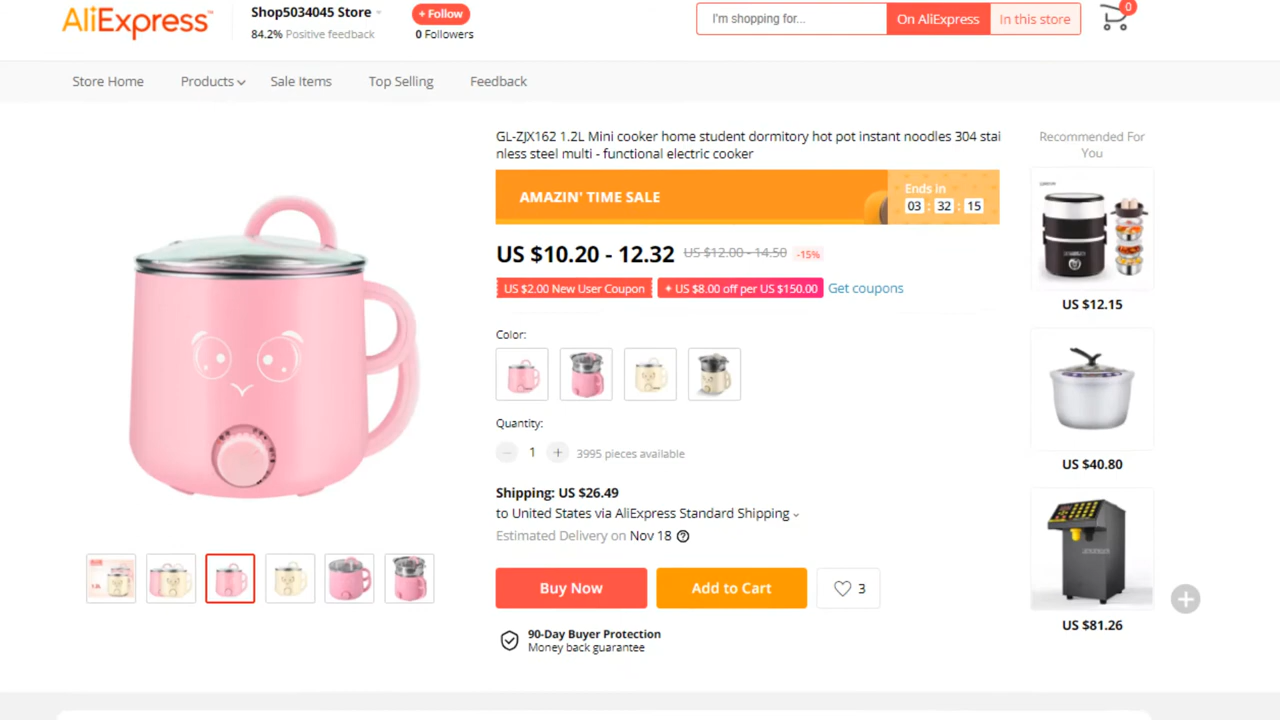 AliExpress
Shop5034045 Store
+ Follow
84.2% Positive feedback
0 Followers
I'm shopping for...
On AliExpress
In this store
0
Store Home
Products
Sale Items
Top Selling
Feedback
GL-ZJX162 1.2L Mini cooker home student dormitory hot pot instant noodles 304 stai
nless steel multi - functional electric cooker
AMAZIN' TIME SALE
Ends in
03 : 32 : 15
US $10.20 - 12.32 US $12.00 - 14.50 -15%
US $2.00 New User Coupon
+ US $8.00 off per US $150.00
Get coupons
Color:
Quantity:
1
+
3995 pieces available
Shipping: US $26.49
to United States via AliExpress Standard Shipping
Estimated Delivery on Nov 18
Buy Now
Add to Cart
3
90-Day Buyer Protection
Money back guarantee
Recommended For
You
US $12.15
US $40.80
US $81.26